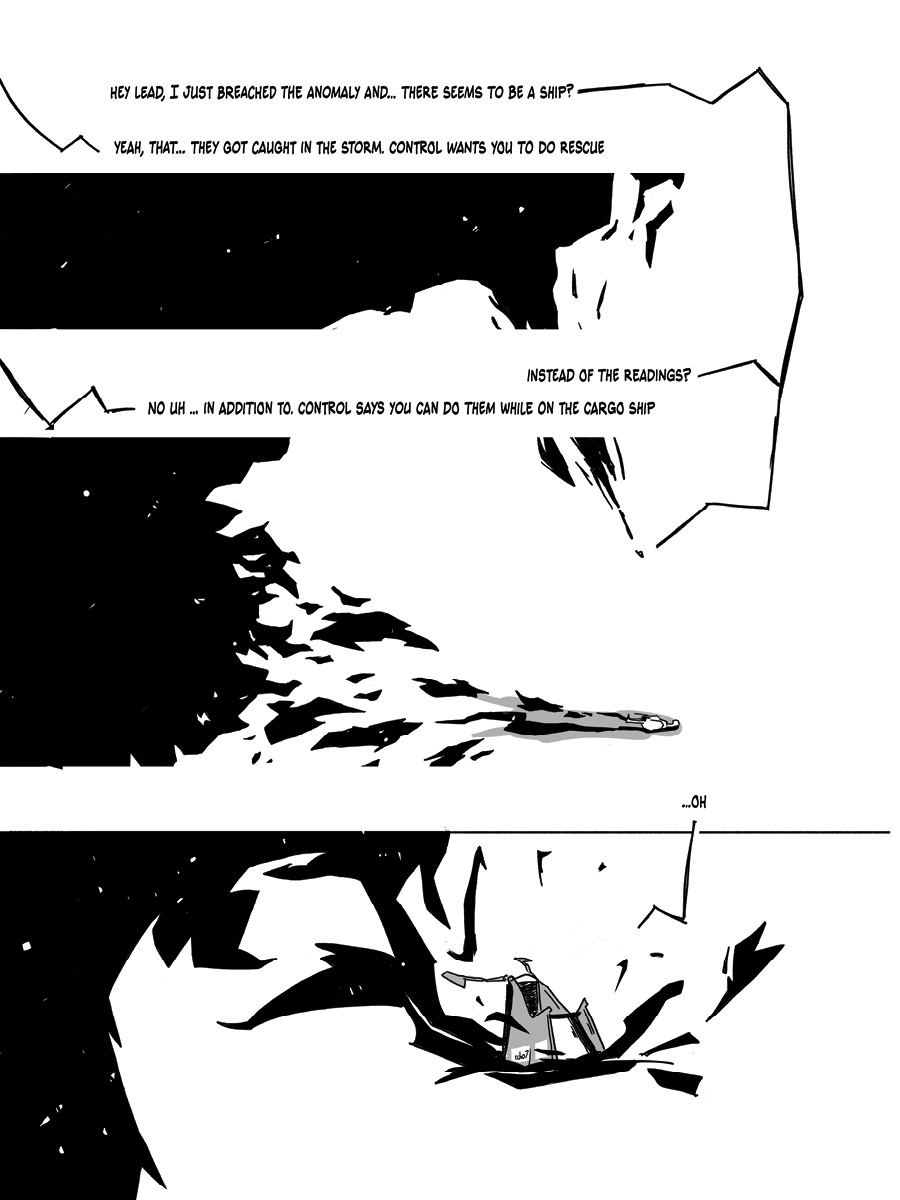 HEY LEAD, I JUST BREACHED THE ANOMALY AND... THERE SEEMS TO BE A SHIP?
YEAH, THAT... THEY GOT CAUGHT IN THE STORM. CONTROL WANTS YOU TO DO RESCUE
INSTEAD OF THE READINGS?
NO UH ... IN ADDITION TO. CONTROL SAYS YOU CAN DO THEM WHILE ON THE CARGO SHIP
...OH